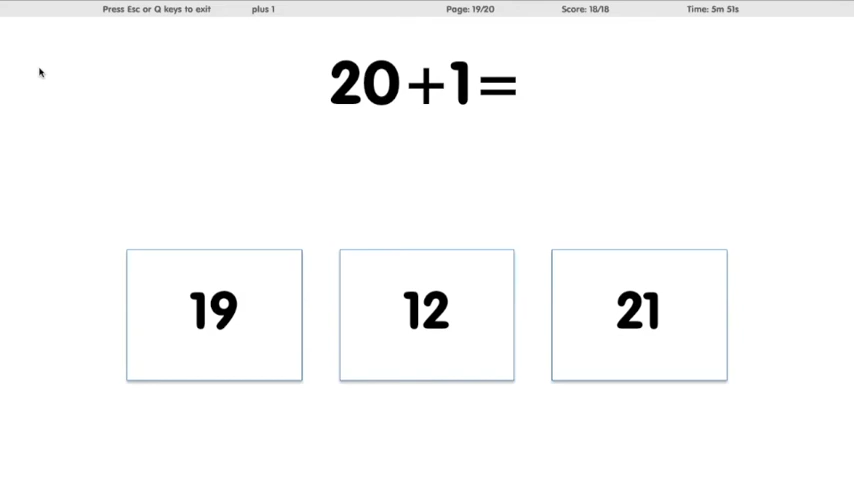 Press Esc or Q keys to exit plus 1 Page: 19/20 Score: 18/18 Time: 5m 51s
20+1=
19 12 21